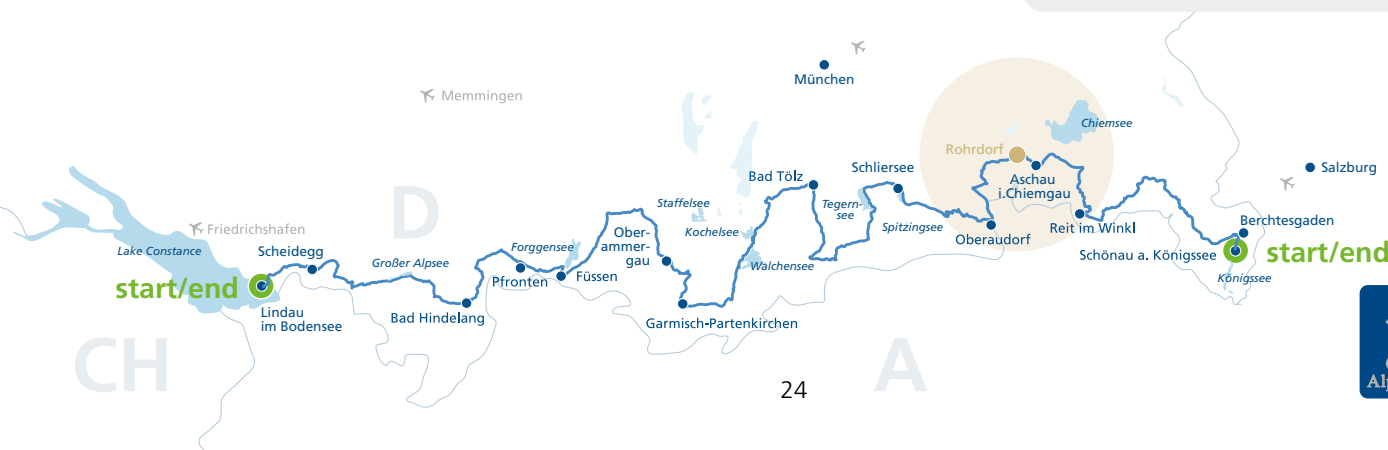 München
Memmingen
Chiemsee
Rohrdorf
Salzburg
Schliersee
Bad Tölz
Aschau
i.Chiemgau
Staffelsee
Tegern-
see
Berchtesgaden
Friedrichshafen
D
Kochelsee
Spitzingsee
Reit im Winkl
Ober-
ammer-
gau
Oberaudorf
Lake Constance
Scheidegg
Forggensee
Schönau a. Königssee
start/end
Großer Alpsee
Walchensee
Füssen
Pfronten
Königssee
start/end
Lindau
im Bodensee
Bad Hindelang
Garmisch-Partenkirchen
CH
A
24